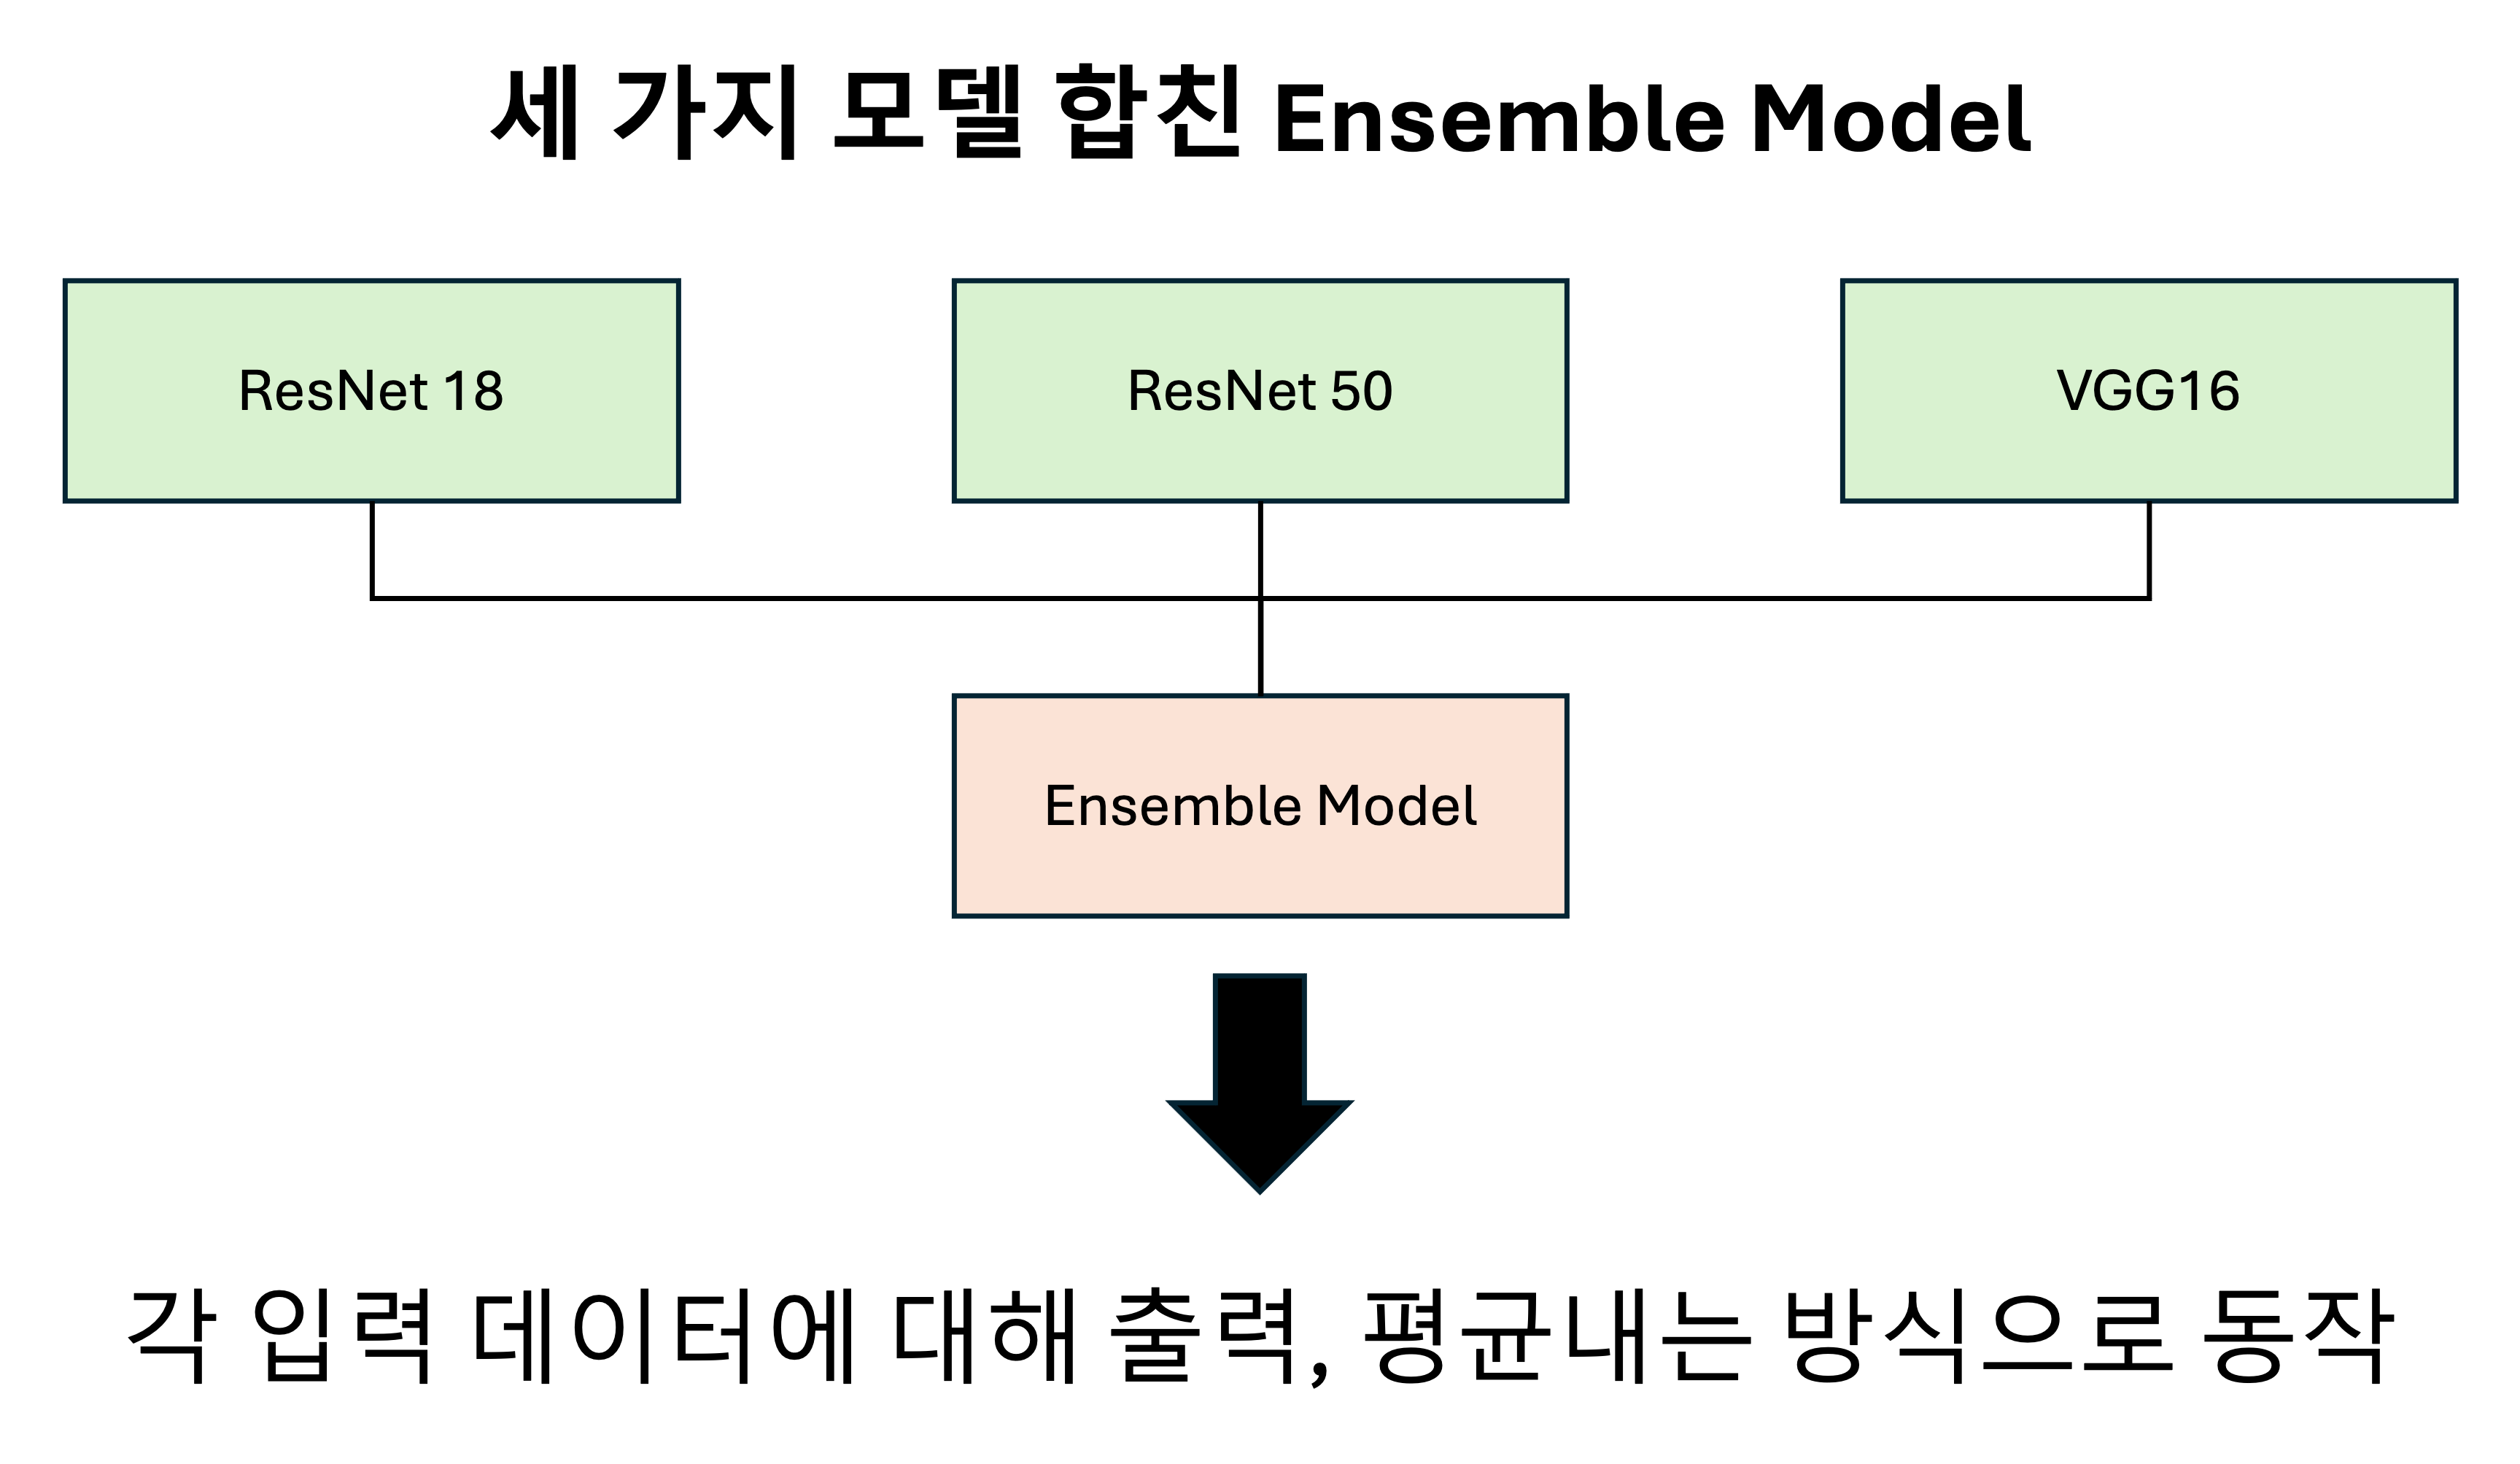 세 가지 모델 합친 Ensemble Model
ResNet 18
ResNet 50
VGG16
Ensemble Model
각 입력 데이터에 대해 출력, 평균내는 방식으로 동작